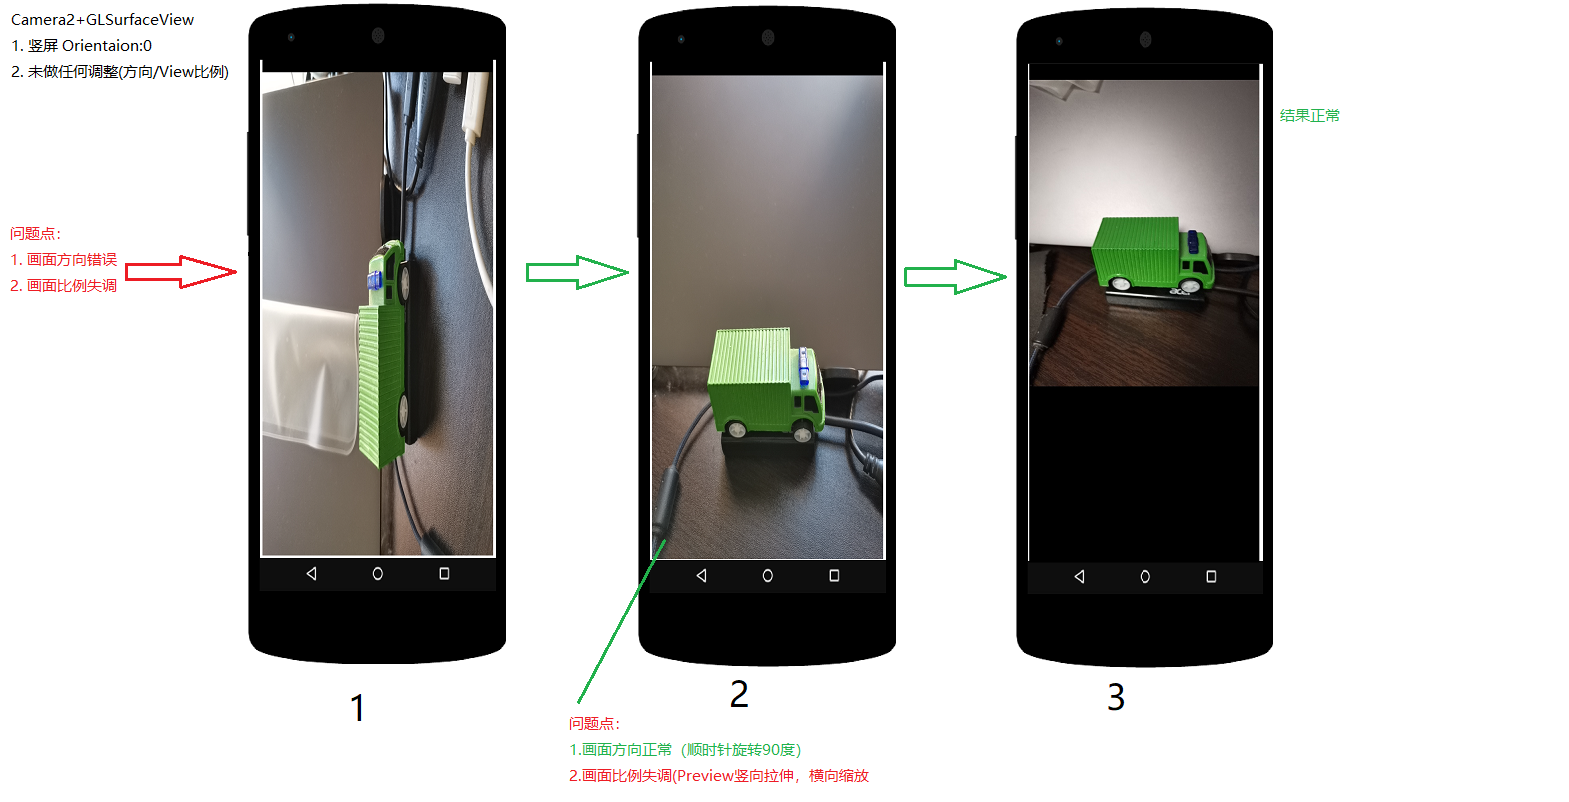 Camera2+GLSurfaceView
1. 竖屏 Orientaion:0
2. 未做任何调整(方向/View比例)
结果正常
问题点：
1. 画面方向错误
2. 画面比例失调
acer
1
2
3
问题点：
1.画面方向正常（顺时针旋转90度）
2.画面比例失调(Preview竖向拉伸，横向缩放